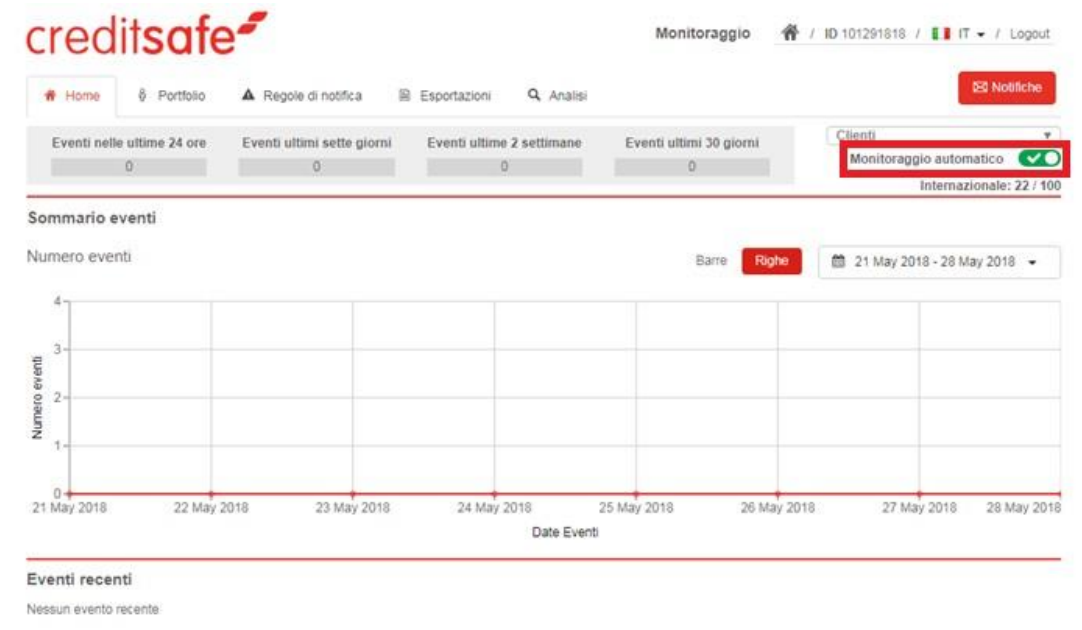 creditsafe
Monitoraggio / ID 101291818 / IT / Logout
Home Portfolio Regole di notifica Esportazioni Analisi
Notifiche
Eventi nelle ultime 24 ore Eventi ultimi sette giorni Eventi ultime 2 settimane Eventi ultimi 30 giorni
0 0 0 0
Clienti
Monitoraggio automatico
Internazionale: 22 / 100
Sommario eventi
Numero eventi
Barre Righe 21 May 2018 - 28 May 2018
4
3
2
1
0
Numero eventi
21 May 2018 22 May 2018 23 May 2018 24 May 2018 25 May 2018 26 May 2018 27 May 2018 28 May 2018
Date Eventi
Eventi recenti
Nessun evento recente